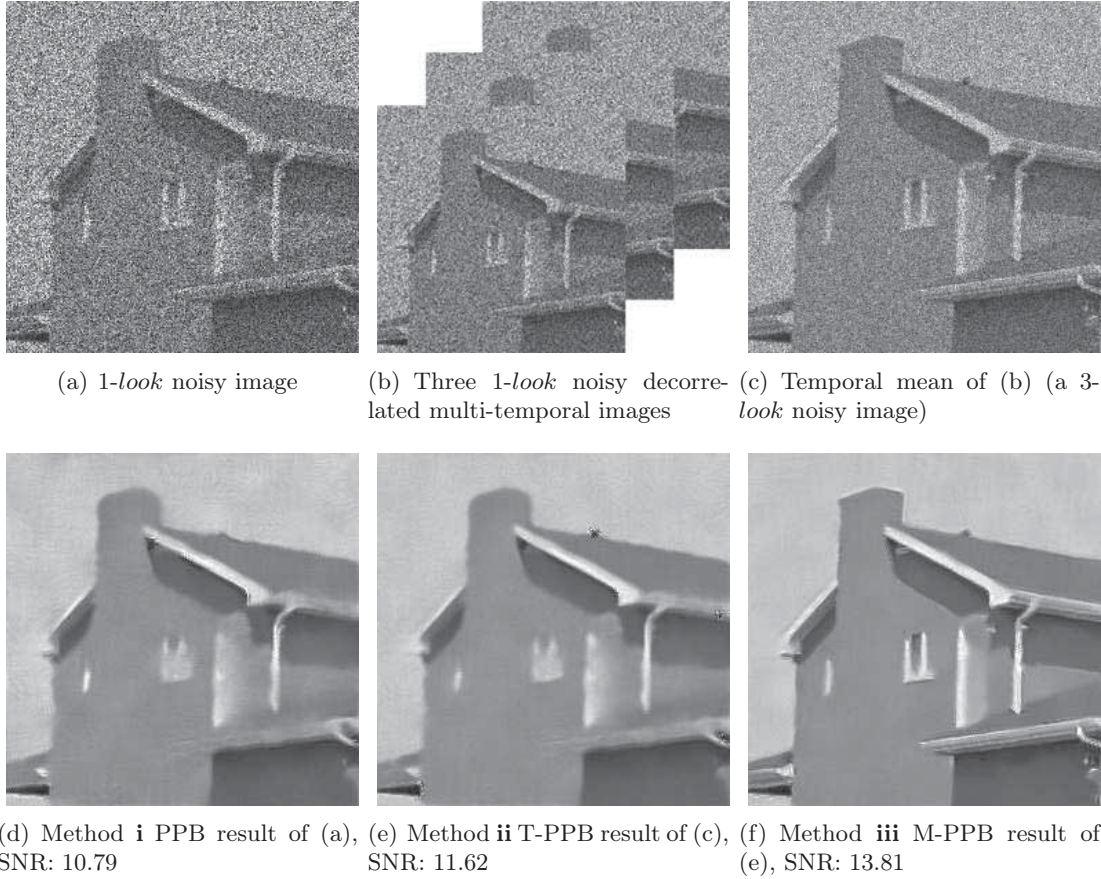 (a) 1-look noisy image
(b) Three 1-look noisy decorre-
lated multi-temporal images
(c) Temporal mean of (b) (a 3-
look noisy image)
(d) Method i PPB result of (a),
SNR: 10.79
(e) Method ii T-PPB result of (c),
SNR: 11.62
(f) Method iii M-PPB result of
(e), SNR: 13.81